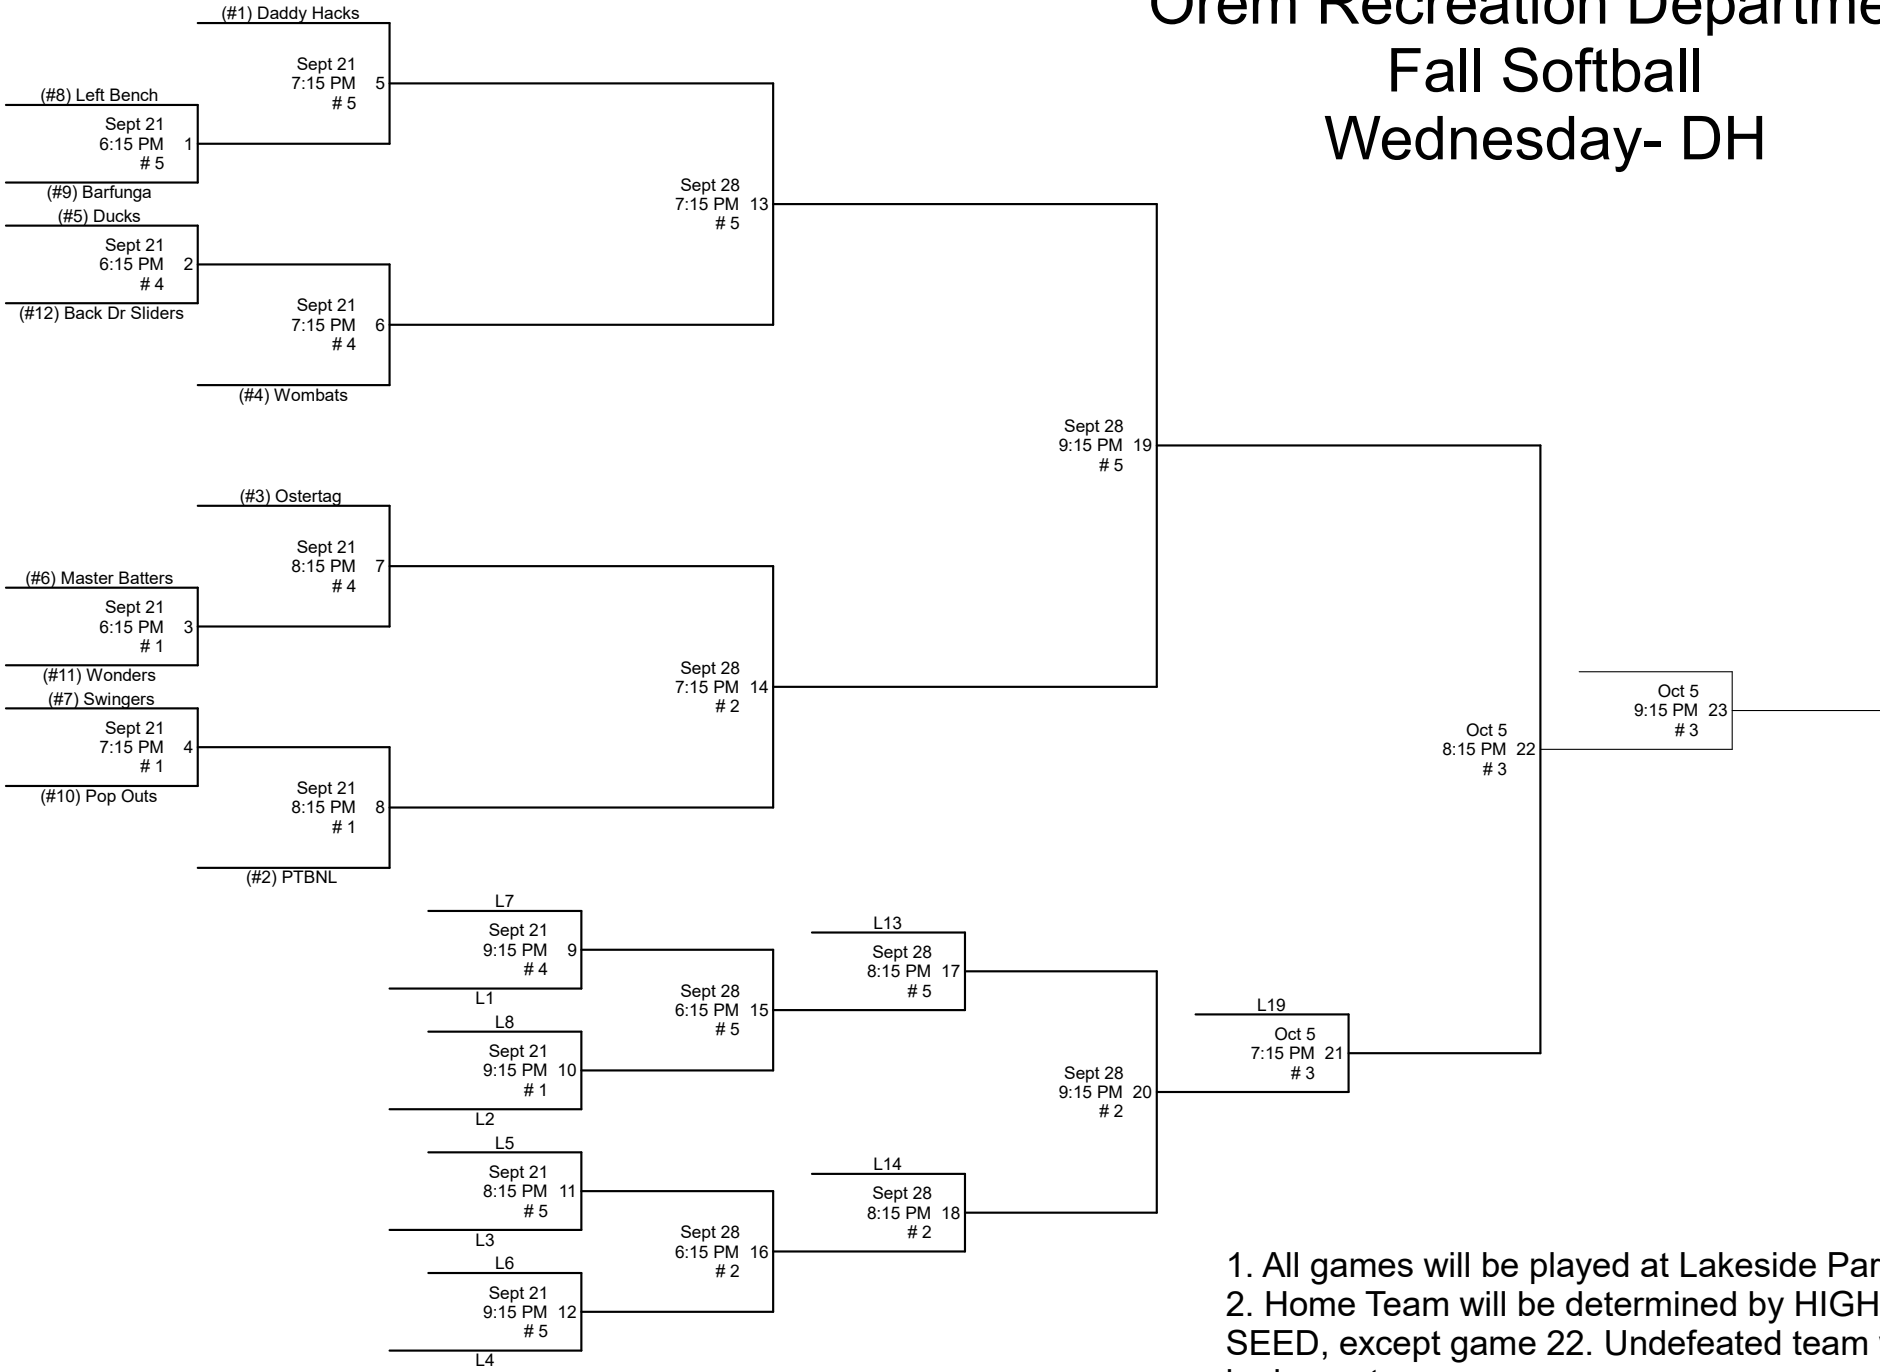 Fall Softball
Wednesday- DH
(#1) Daddy Hacks
Sept 21
7:15 PM 5
# 5
(#8) Left Bench
Sept 21
6:15 PM 1
# 5
(#9) Barfunga
(#5) Ducks
Sept 21
6:15 PM 2
# 4
(#12) Back Dr Sliders
Sept 21
7:15 PM 6
# 4
(#4) Wombats
Sept 28
7:15 PM 13
# 5
Sept 28
9:15 PM 19
# 5
(#3) Ostertag
Sept 21
8:15 PM 7
# 4
(#6) Master Batters
Sept 21
6:15 PM 3
# 1
(#11) Wonders
(#7) Swingers
Sept 21
7:15 PM 4
# 1
(#10) Pop Outs
Sept 21
8:15 PM 8
# 1
(#2) PTBNL
Sept 28
7:15 PM 14
# 2
Oct 5
8:15 PM 22
# 3
Oct 5
9:15 PM 23
# 3
L7
Sept 21
9:15 PM 9
# 4
L1
L8
Sept 21
9:15 PM 10
# 1
L2
Sept 28
6:15 PM 15
# 5
L13
Sept 28
8:15 PM 17
# 5
L5
Sept 21
8:15 PM 11
# 5
L3
L6
Sept 21
9:15 PM 12
# 5
L4
Sept 28
6:15 PM 16
# 2
L14
Sept 28
8:15 PM 18
# 2
Sept 28
9:15 PM 20
# 2
L19
Oct 5
7:15 PM 21
# 3
1. All games will be played at Lakeside
2. Home Team will be determined by
SEED, except game 22. Undefeated team